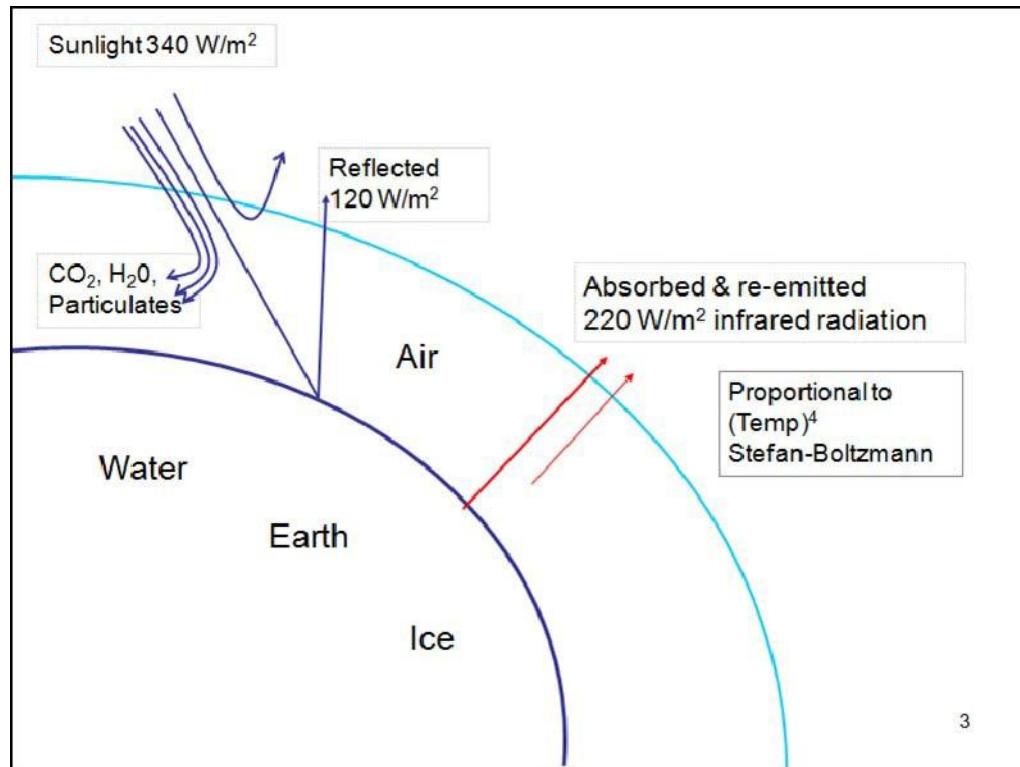 Sunlight 340 W/m²
Reflected
120 W/m²
CO₂, H₂0,
Particulates
Absorbed & re-emitted
220 W/m² infrared radiation
Air
Proportional to
(Temp)⁴
Stefan-Boltzmann
Water
Earth
Ice
3